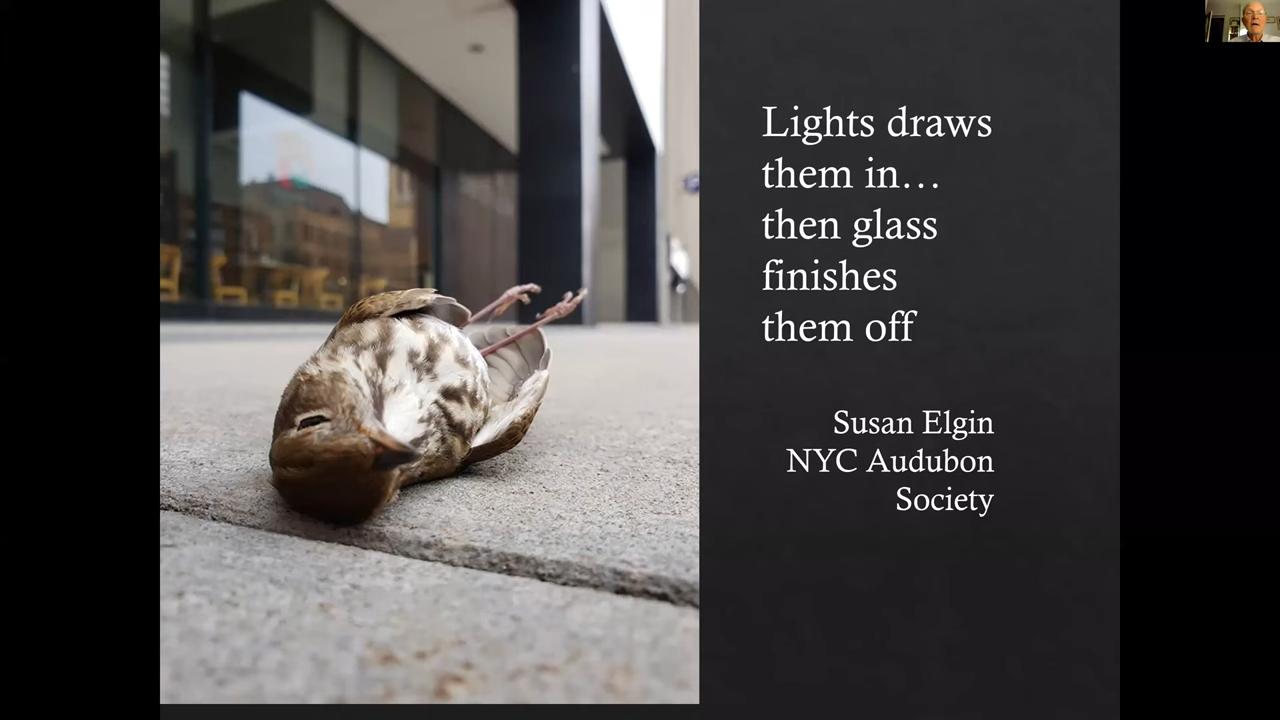 Lights draws
them in…
then glass
finishes
them off
Susan Elgin
NYC Audubon
Society